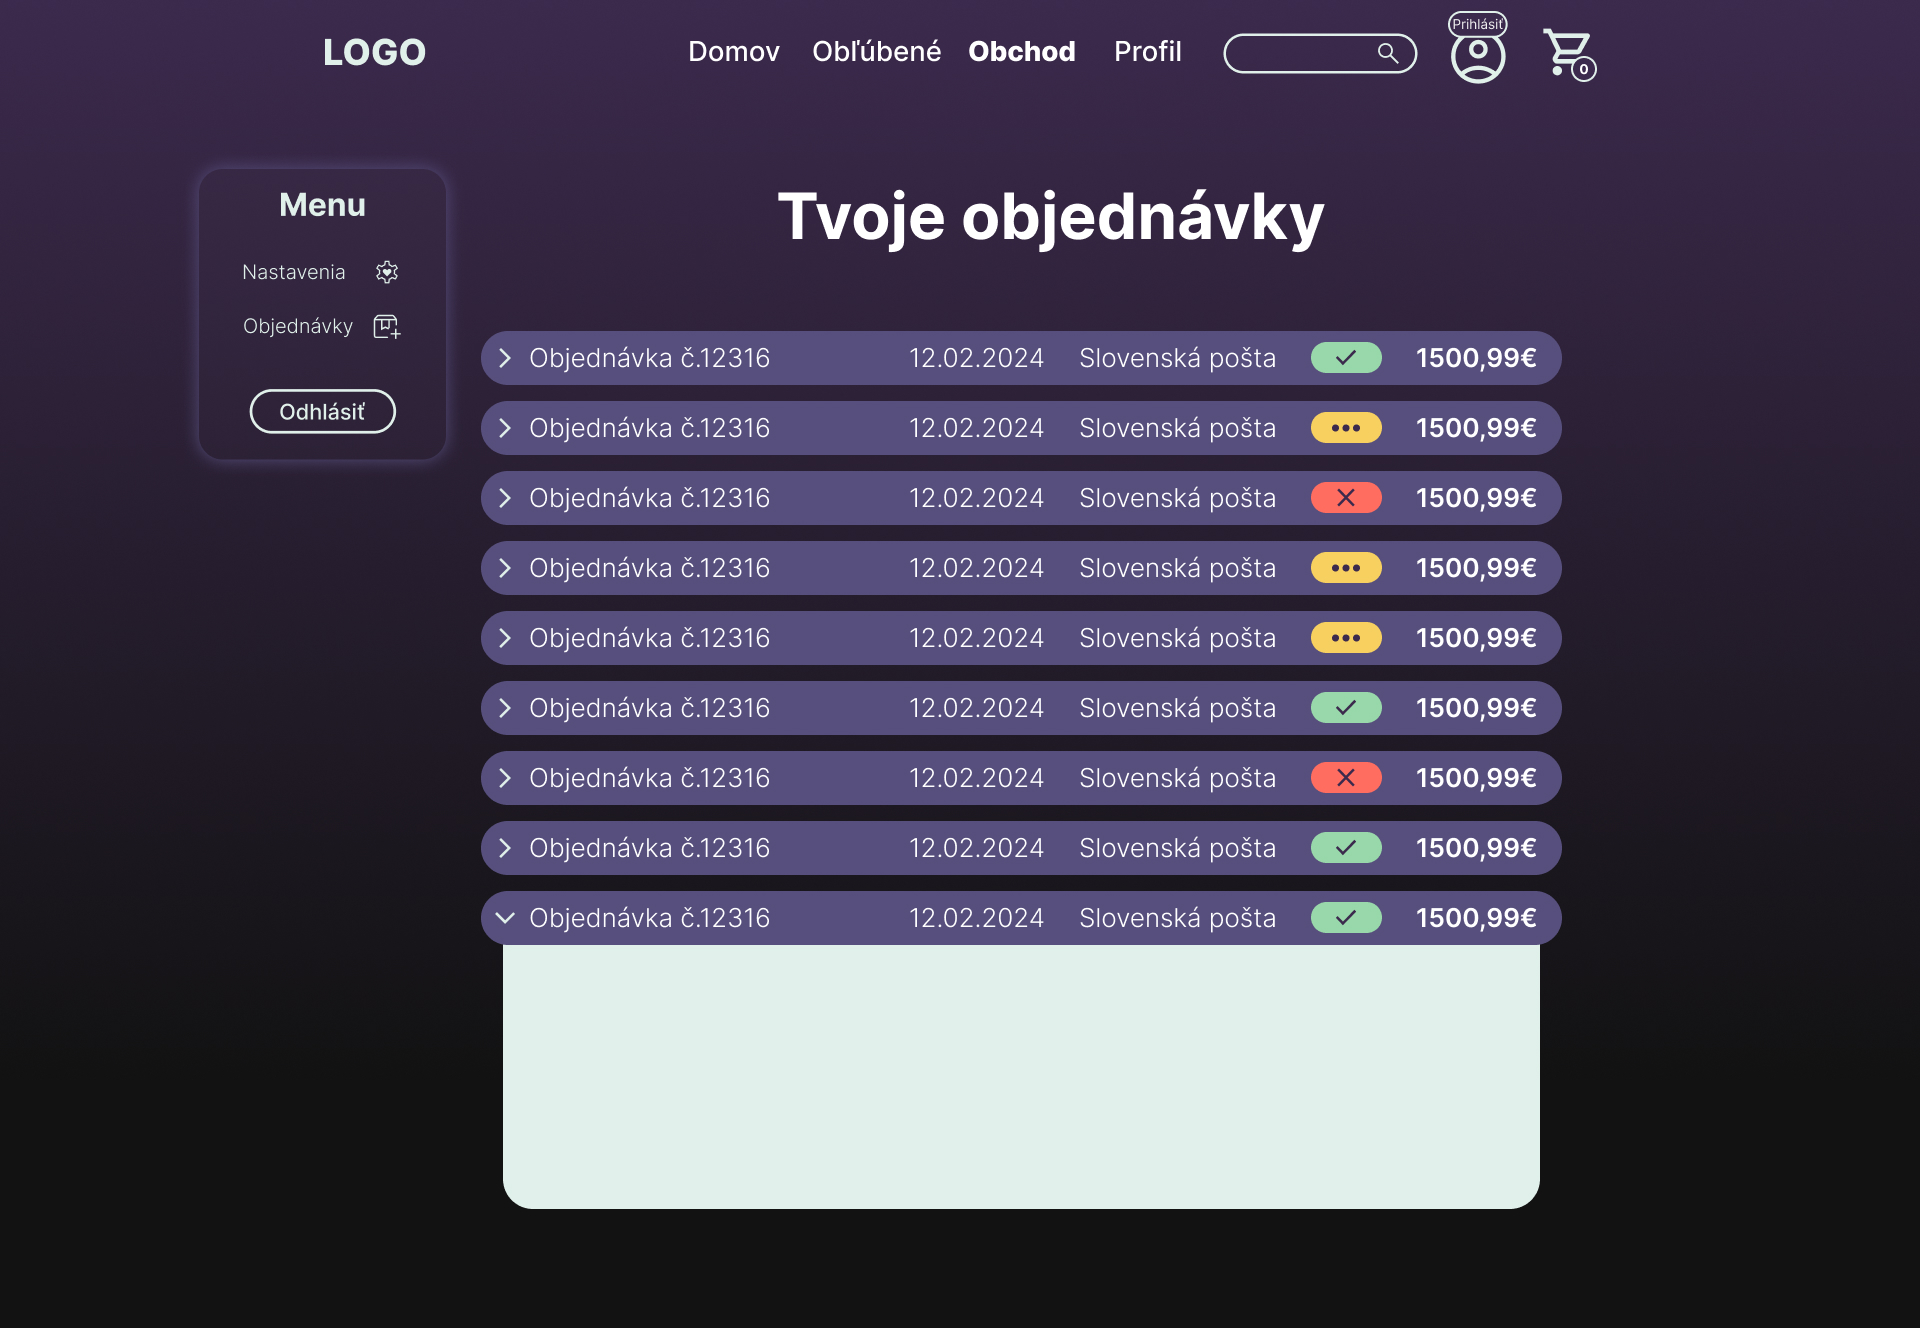 LOGO
Domov Obľúbené Obchod Profil
Prihlásiť
0
Menu
Nastavenia
Objednávky
Odhlásiť
Tvoje objednávky
Objednávka č.12316 12.02.2024 Slovenská pošta 1500,99€
Objednávka č.12316 12.02.2024 Slovenská pošta 1500,99€
Objednávka č.12316 12.02.2024 Slovenská pošta 1500,99€
Objednávka č.12316 12.02.2024 Slovenská pošta 1500,99€
Objednávka č.12316 12.02.2024 Slovenská pošta 1500,99€
Objednávka č.12316 12.02.2024 Slovenská pošta 1500,99€
Objednávka č.12316 12.02.2024 Slovenská pošta 1500,99€
Objednávka č.12316 12.02.2024 Slovenská pošta 1500,99€
Objednávka č.12316 12.02.2024 Slovenská pošta 1500,99€